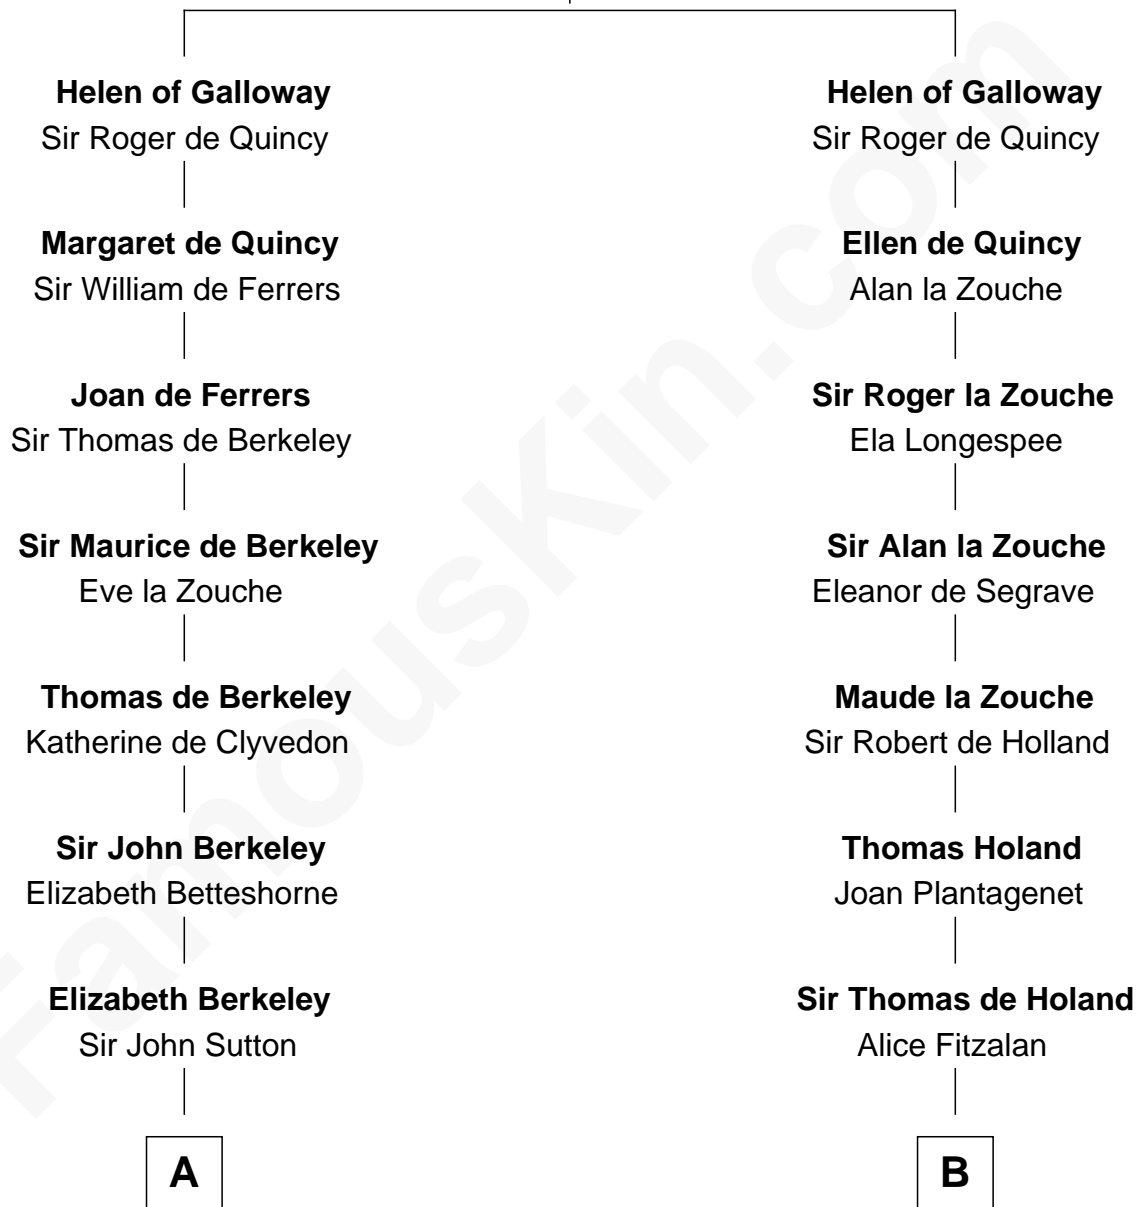 Helen of Galloway
Sir Roger de Quincy
Margaret de Quincy
Sir William de Ferrers
Joan de Ferrers
Sir Thomas de Berkeley
Sir Maurice de Berkeley
Eve la Zouche
Thomas de Berkeley
Katherine de Clyvedon
Sir John Berkeley
Elizabeth Betteshorne
Elizabeth Berkeley
Sir John Sutton
A
Helen of Galloway
Sir Roger de Quincy
Ellen de Quincy
Alan la Zouche
Sir Roger la Zouche
Ela Longespee
Sir Alan la Zouche
Eleanor de Segrave
Maude la Zouche
Sir Robert de Holland
Thomas Holand
Joan Plantagenet
Sir Thomas de Holand
Alice Fitzalan
B
FamousKin.com